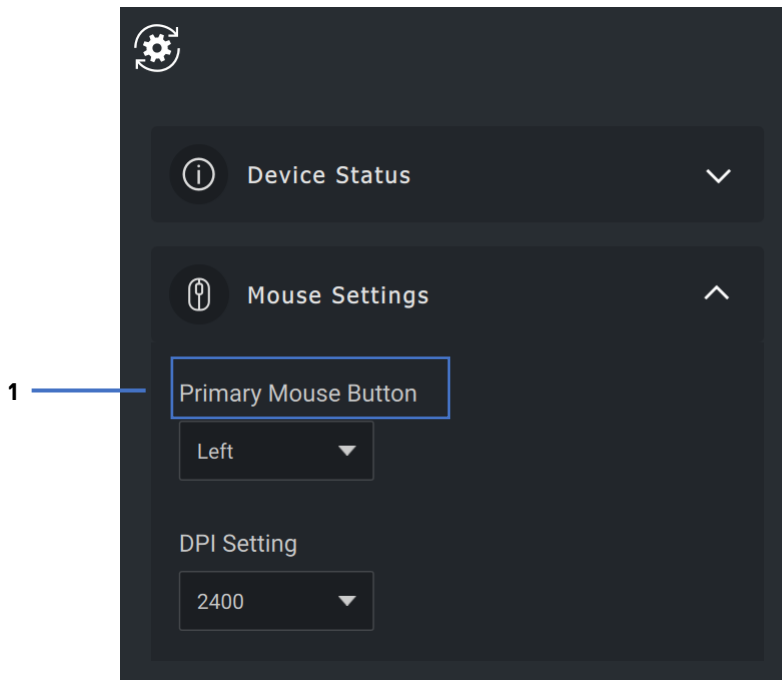 Device Status
Mouse Settings
1
Primary Mouse Button
Left
DPI Setting
2400